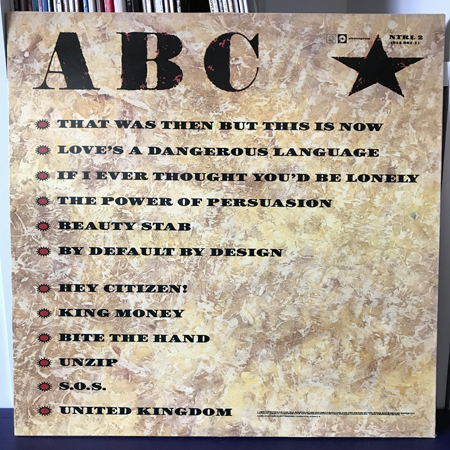 ABC
NTRL 2
THAT WAS THEN BUT THIS IS NOW
LOVE'S A DANGEROUS LANGUAGE
IF I EVER THOUGHT YOU'D BE LONELY
THE POWER OF PERSUASION
BEAUTY STAB
BY DEFAULT BY DESIGN
HEY CITIZEN!
KING MONEY
BITE THE HAND
UNZIP
S.O.S.
UNITED KINGDOM